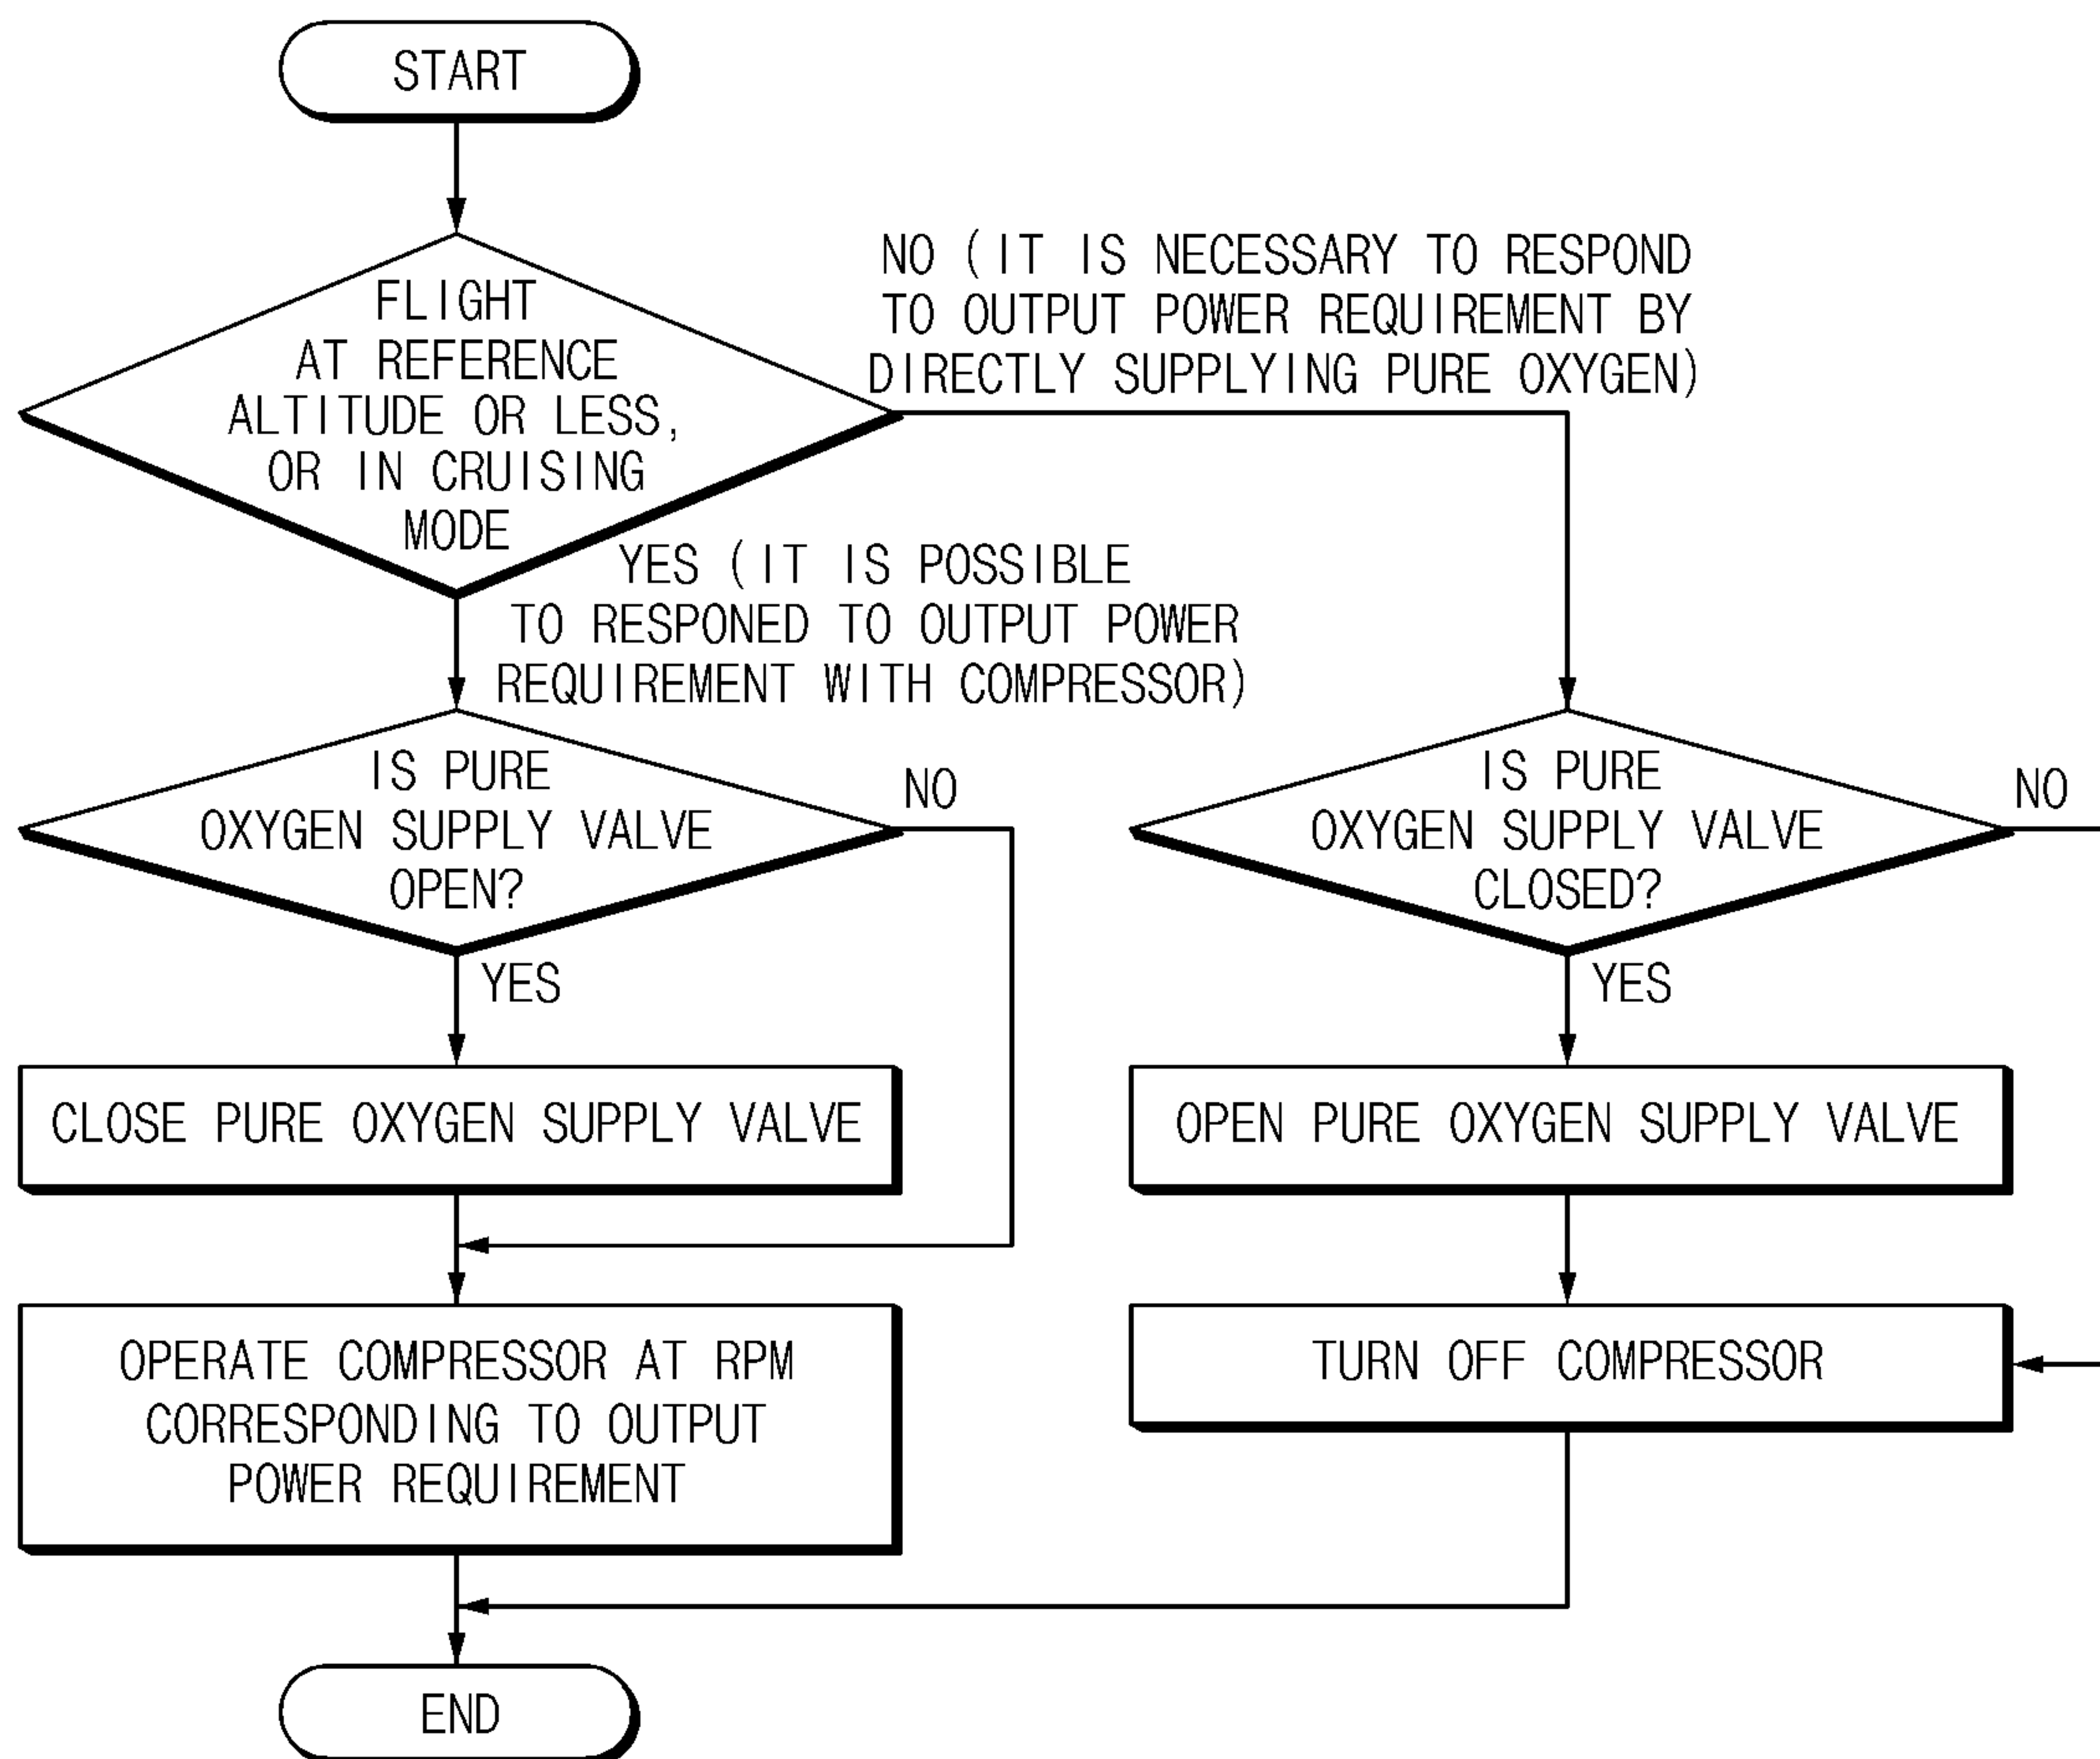 START
FLIGHT
AT REFERENCE
ALTITUDE OR LESS,
OR IN CRUISING
MODE
NO (IT IS NECESSARY TO RESPOND
TO OUTPUT POWER REQUIREMENT BY
DIRECTLY SUPPLYING PURE OXYGEN)
YES (IT IS POSSIBLE
TO RESPONED TO OUTPUT POWER
REQUIREMENT WITH COMPRESSOR)
IS PURE
OXYGEN SUPPLY VALVE
OPEN?
NO
IS PURE
OXYGEN SUPPLY VALVE
CLOSED?
NO
YES
YES
CLOSE PURE OXYGEN SUPPLY VALVE
OPEN PURE OXYGEN SUPPLY VALVE
OPERATE COMPRESSOR AT RPM
CORRESPONDING TO OUTPUT
POWER REQUIREMENT
TURN OFF COMPRESSOR
END